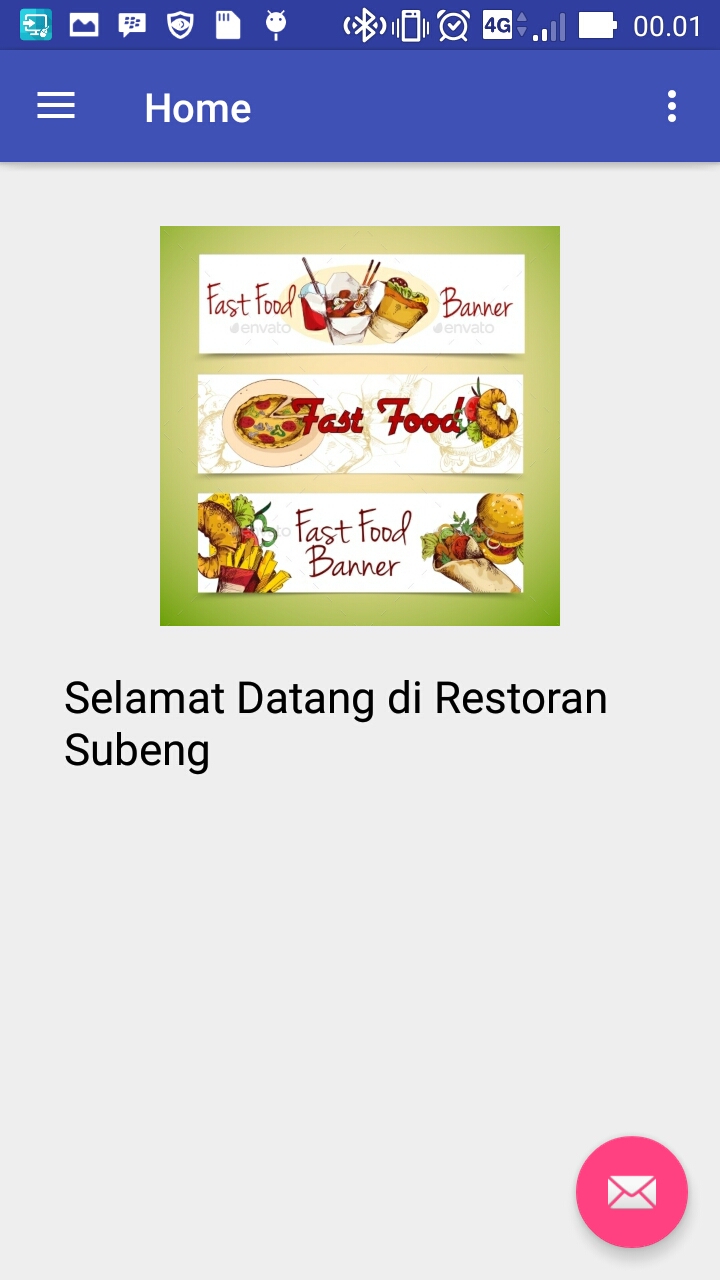 4G 00.01
Home
Fast Food Banner
envato envato
Fast Food
Fast Food
Banner
Selamat Datang di Restoran
Subeng